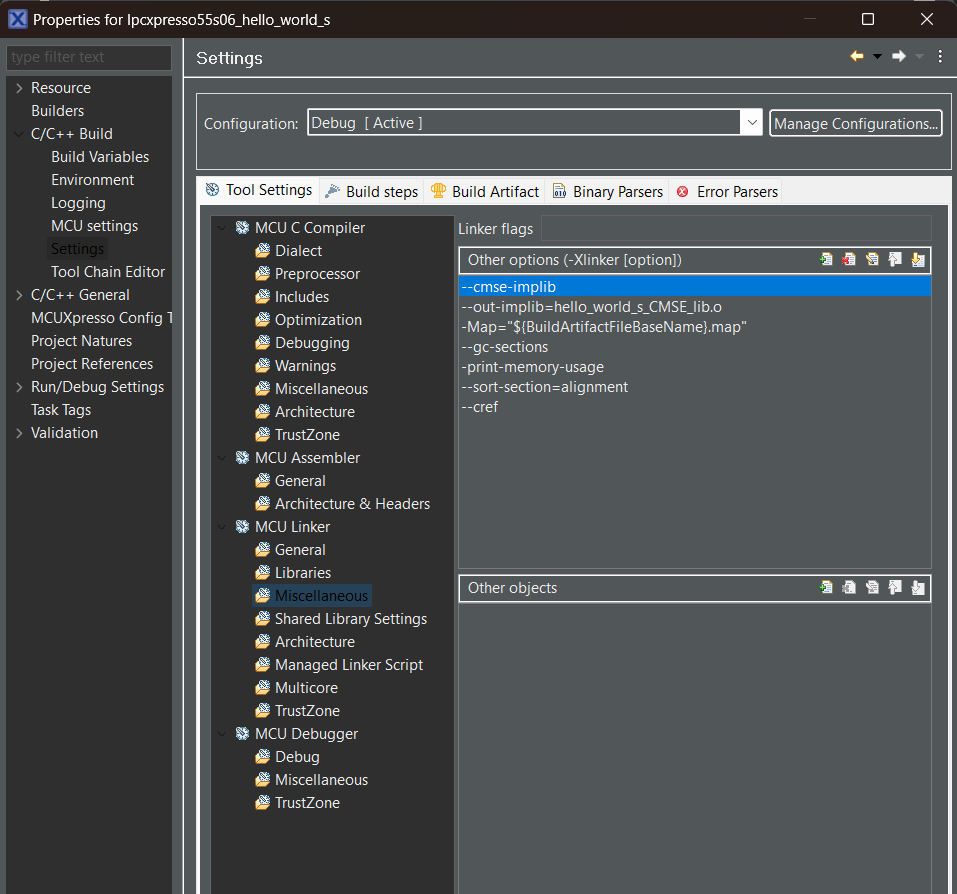 Properties for lpcxpresso55s06_hello_world_s
type filter text
Resource
Builders
C/C++ Build
Build Variables
Environment
Logging
MCU settings
Settings
Tool Chain Editor
C/C++ General
MCUXpresso Config T
Project Natures
Project References
Run/Debug Settings
Task Tags
Validation
Settings
Configuration:
Debug [ Active ]
Manage Configurations...
Tool Settings
Build steps
Build Artifact
Binary Parsers
Error Parsers
MCU C Compiler
Dialect
Preprocessor
Includes
Optimization
Debugging
Warnings
Miscellaneous
Architecture
TrustZone
MCU Assembler
General
Architecture & Headers
MCU Linker
General
Libraries
Miscellaneous
Shared Library Settings
Architecture
Managed Linker Script
Multicore
TrustZone
MCU Debugger
Debug
Miscellaneous
TrustZone
Linker flags
Other options (-Xlinker [option])
--cmse-implib
--out-implib=hello_world_s_CMSE_lib.o
-Map="${BuildArtifactFileBaseName}.map"
--gc-sections
-print-memory-usage
--sort-section=alignment
--cref
Other objects